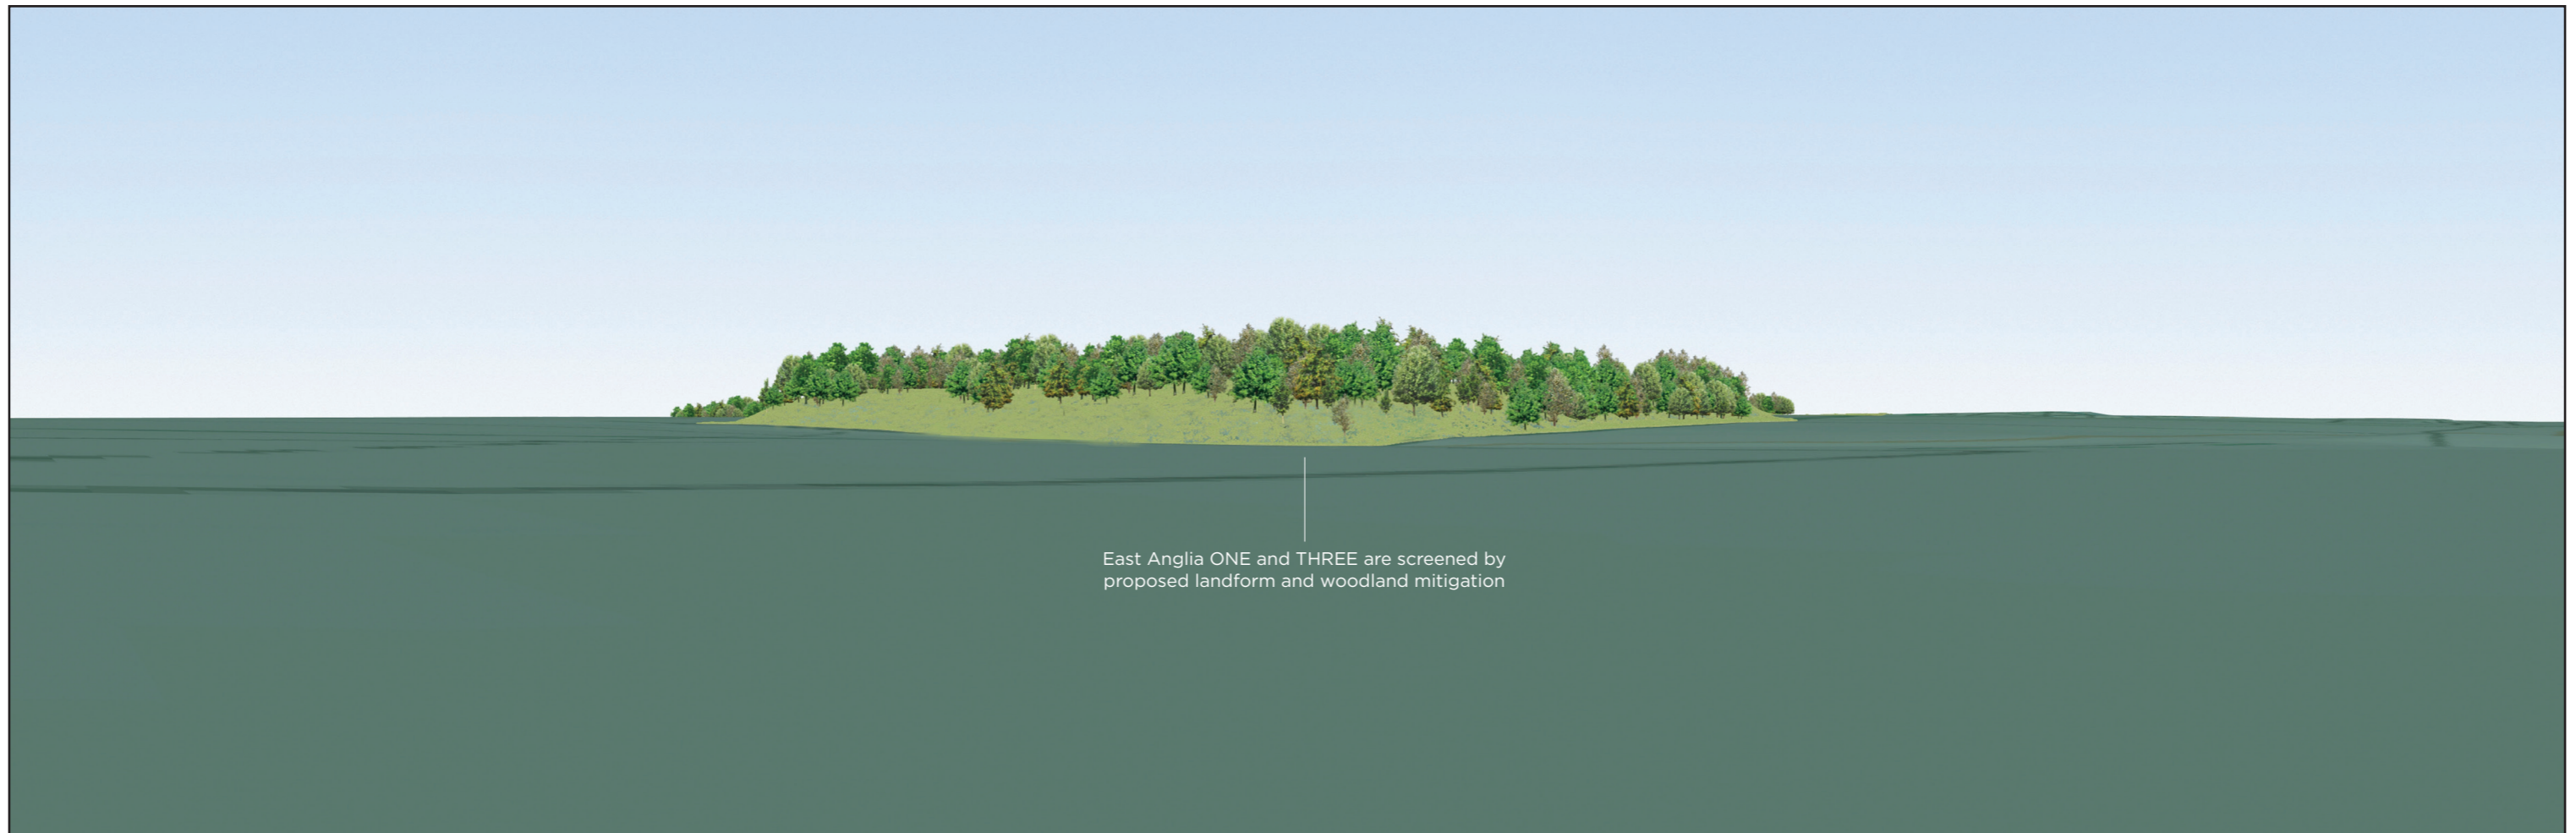 East Anglia ONE and THREE are screened by
proposed landform and woodland mitigation